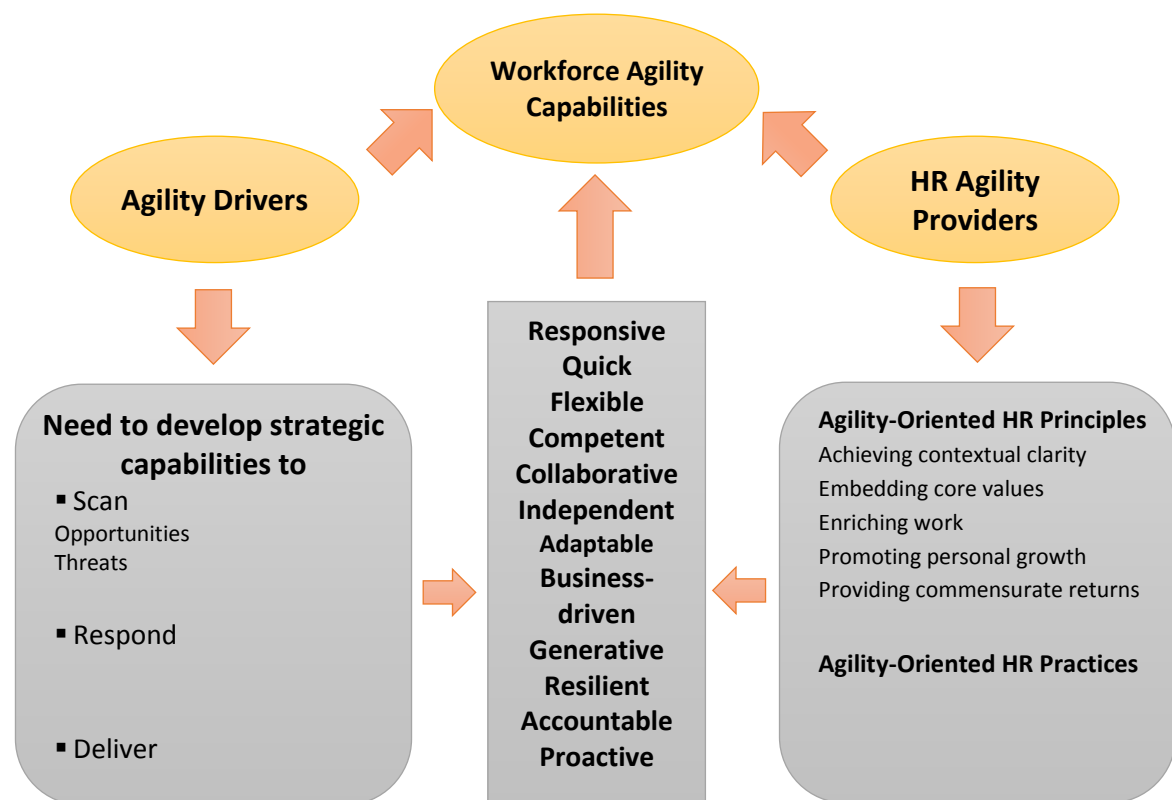 Workforce Agility
Capabilities
Agility Drivers
HR Agility
Providers
Need to develop strategic
capabilities to
▪ Scan
Opportunities
Threats
▪ Respond
▪ Deliver
Responsive
Quick
Flexible
Competent
Collaborative
Independent
Adaptable
Business-
driven
Generative
Resilient
Accountable
Proactive
Agility-Oriented HR Principles
Achieving contextual clarity
Embedding core values
Enriching work
Promoting personal growth
Providing commensurate returns
Agility-Oriented HR Practices